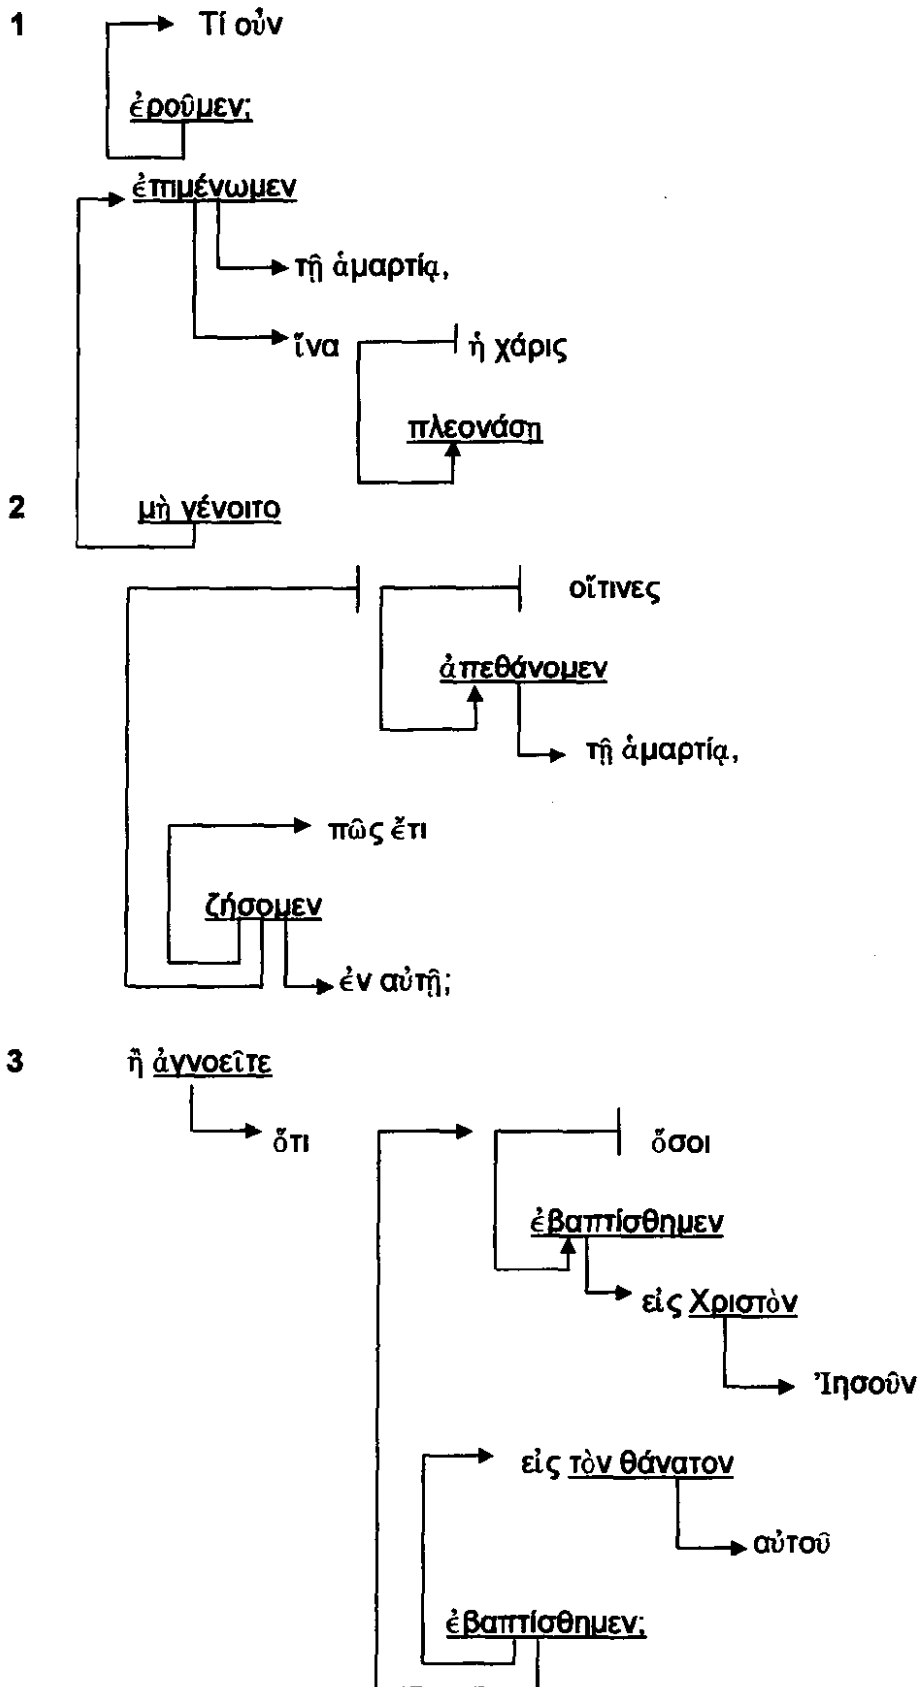 1 Τί οὖν
ἐροῦμεν;
ἐπιμένωμεν
τῇ ἁμαρτίᾳ,
ἵνα ἡ χάρις
πλεονάσῃ
2 μὴ γένοιτο
οἵτινες
ἀπεθάνομεν
τῇ ἁμαρτίᾳ,
πῶς ἔτι
ζήσομεν
ἐν αὐτῇ;
3 ἢ ἀγνοεῖτε
ὅτι ὅσοι
ἐβαπτίσθημεν
εἰς Χριστὸν
Ἰησοῦν
εἰς τὸν θάνατον
αὐτοῦ
ἐβαπτίσθημεν;